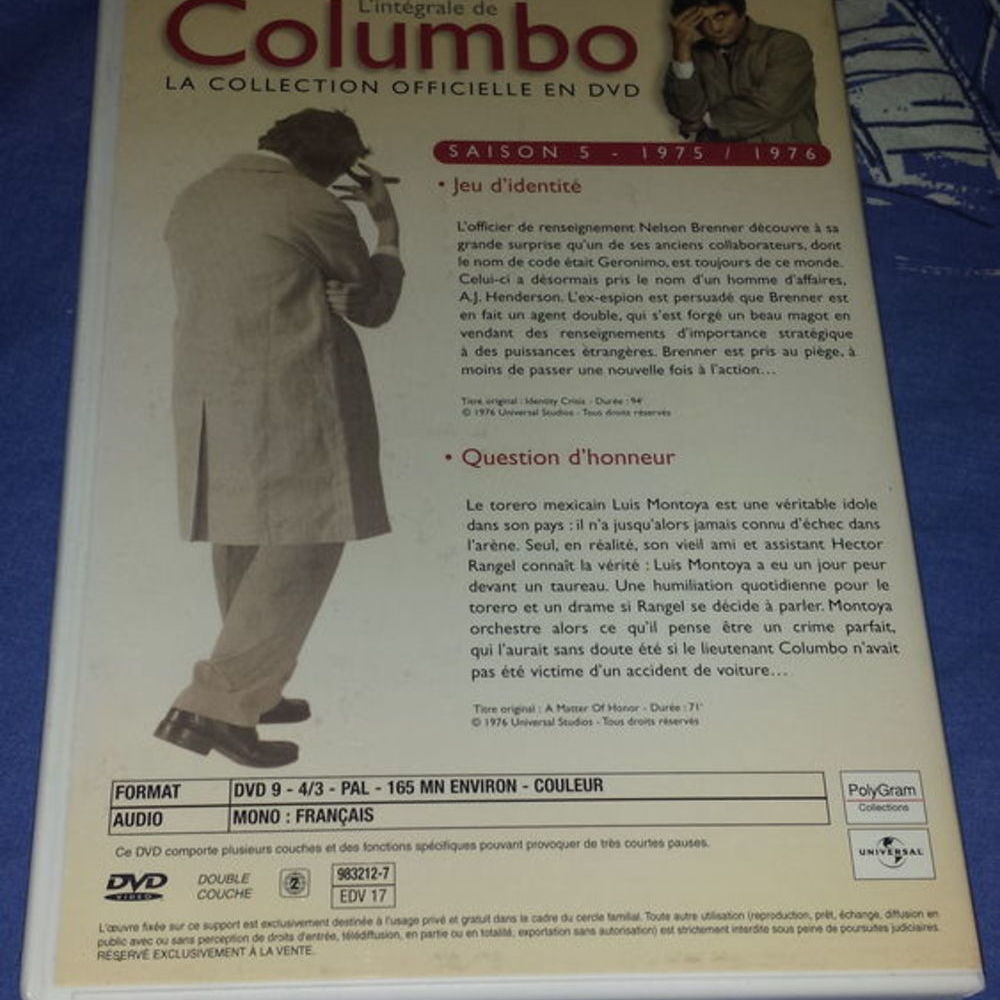 L'intégrale de
Columbo
LA COLLECTION OFFICIELLE EN DVD
SAISON 5 - 1975 / 1976
• Jeu d'identité
L'officier de renseignement Nelson Brenner découvre à sa
grande surprise qu'un de ses anciens collaborateurs, dont
le nom de code était Geronimo, est toujours de ce monde.
Celui-ci a désormais pris le nom d'un homme d'affaires,
A.J. Henderson. L'ex-espion est persuadé que Brenner est
en fait un agent double, qui s'est forgé un beau magot en
vendant des renseignements d'importance stratégique
à des puissances étrangères. Brenner est pris au piège, à
moins de passer une nouvelle fois à l'action...
Titre original : Identity Crisis - Durée : 94'
© 1976 Universal Studios - Tous droits réservés
• Question d'honneur
Le torero mexicain Luis Montoya est une véritable idole
dans son pays : il n'a jusqu'alors jamais connu d'échec dans
l'arène. Seul, en réalité, son vieil ami et assistant Hector
Rangel connaît la vérité : Luis Montoya a eu un jour peur
devant un taureau. Une humiliation quotidienne pour le
torero et un drame si Rangel se décide à parler. Montoya
orchestre alors ce qu'il pense être un crime parfait,
qui l'aurait sans doute été si le lieutenant Columbo n'avait
pas été victime d'un accident de voiture...
Titre original : A Matter Of Honor - Durée : 71'
© 1976 Universal Studios - Tous droits réservés
FORMAT DVD 9 - 4/3 - PAL - 165 MN ENVIRON - COULEUR
AUDIO MONO : FRANÇAIS
PolyGram
Collections
UNIVERSAL
Ce DVD comporte plusieurs couches et des fonctions spécifiques pouvant provoquer de très courtes pauses.
DVD
VIDEO
DOUBLE
COUCHE
2
983212-7
EDV 17
L'œuvre fixée sur ce support est exclusivement destinée à l'usage privé et gratuit dans le cadre du cercle familial. Toute autre utilisation (reproduction, prêt, échange, diffusion en
public avec ou sans perception de droits d'entrée, télédiffusion, en partie ou en totalité, exportation sans autorisation) est strictement interdite sous peine de poursuites judiciaires.
RÉSERVÉ EXCLUSIVEMENT À LA VENTE.